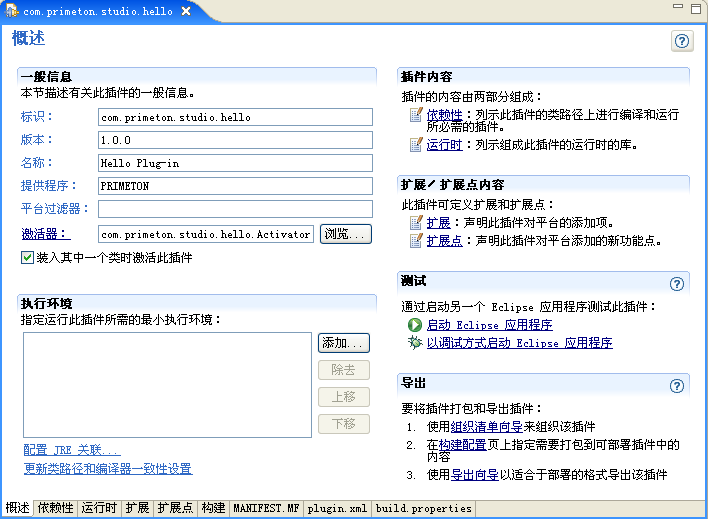 com.primeton.studio.hello
概述
一般信息
本节描述有关此插件的一般信息。
标识：
com.primeton.studio.hello
版本：
1.0.0
名称：
Hello Plug-in
提供程序：
PRIMETON
平台过滤器：
激活器：
com.primeton.studio.hello.Activator
浏览...
装入其中一个类时激活此插件
执行环境
指定运行此插件所需的最小执行环境：
添加...
除去
上移
下移
配置 JRE 关联...
更新类路径和编译器一致性设置
插件内容
插件的内容由两部分组成：
依赖性：列示此插件的类路径上进行编译和运行
所必需的插件。
运行时：列示组成此插件的运行时的库。
扩展／扩展点内容
此插件可定义扩展和扩展点：
扩展：声明此插件对平台的添加项。
扩展点：声明此插件对平台添加的新功能点。
测试
通过启动另一个 Eclipse 应用程序测试此插件：
启动 Eclipse 应用程序
以调试方式启动 Eclipse 应用程序
导出
要将插件打包和导出插件：
1. 使用组织清单向导来组织该插件
2. 在构建配置页上指定需要打包到可部署插件中的
内容
3. 使用导出向导以适合于部署的格式导出该插件
概述 依赖性 运行时 扩展 扩展点 构建 MANIFEST.MF plugin.xml build.properties